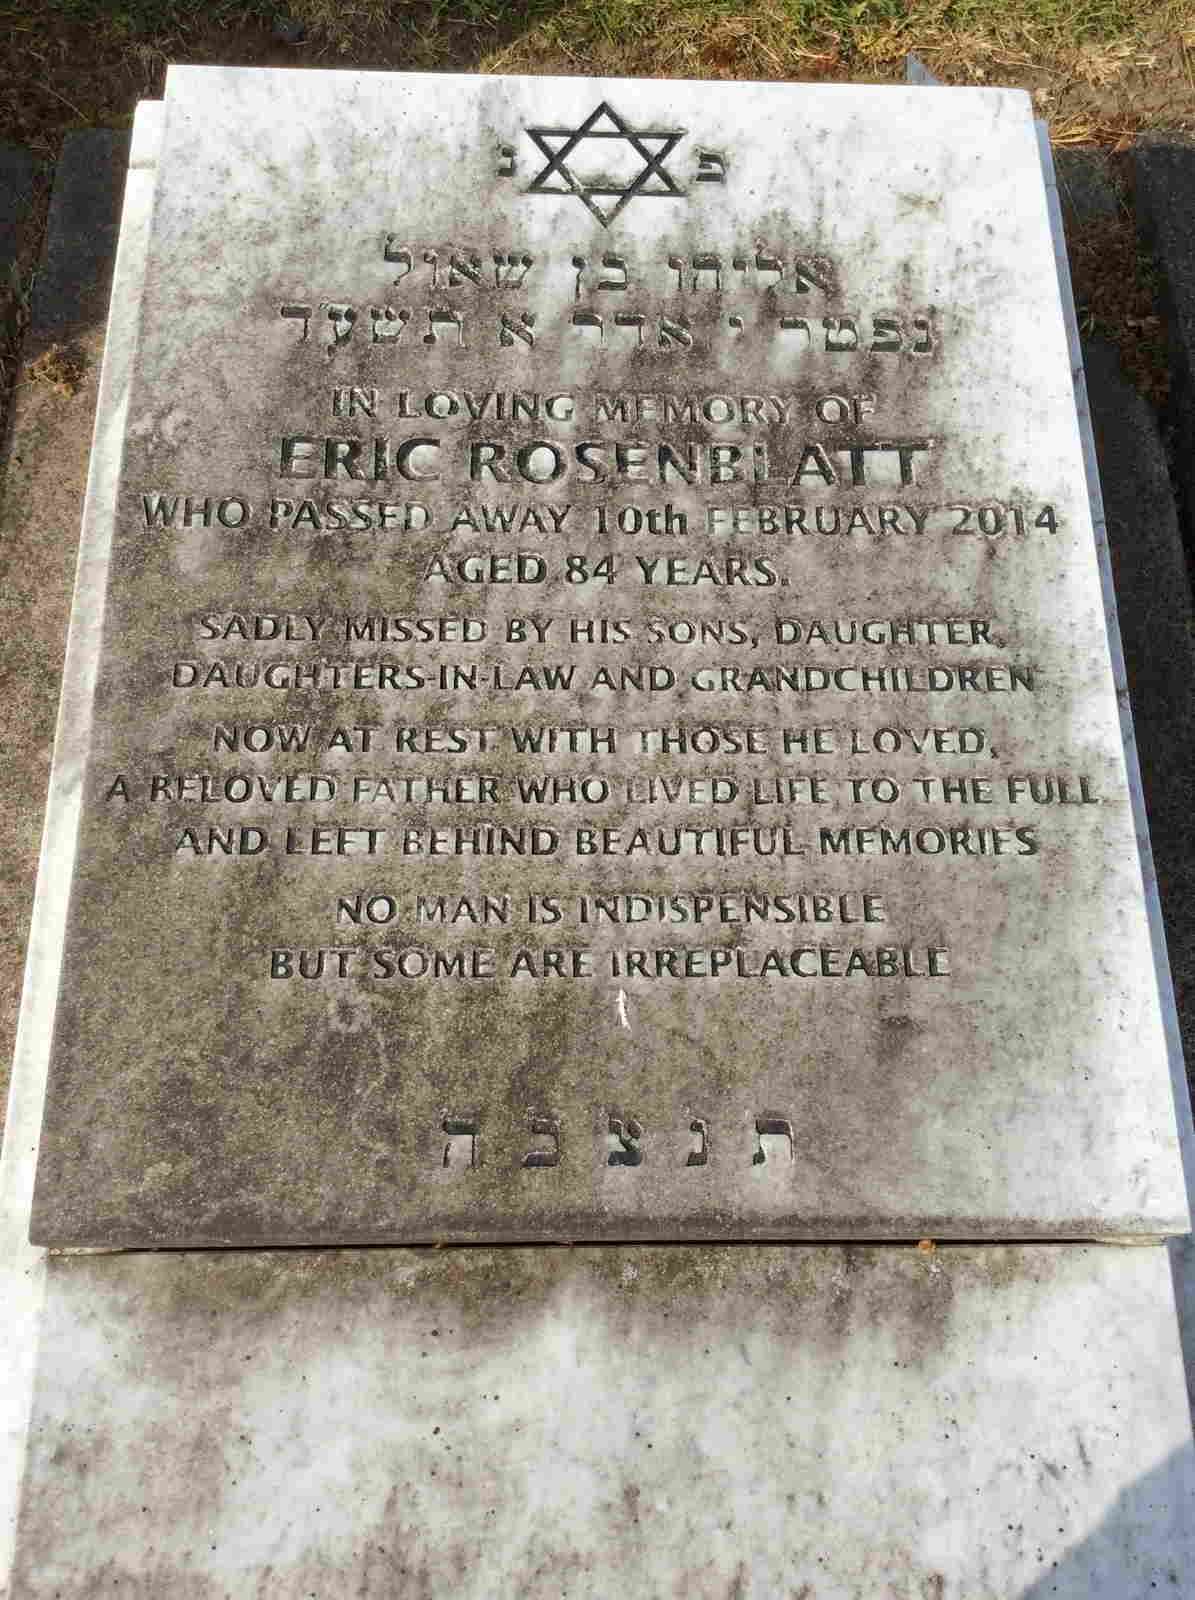 פ נ
אליהו בן שאול
נפטר י אדר א תשע״ד
IN LOVING MEMORY OF
ERIC ROSENBLATT
WHO PASSED AWAY 10th FEBRUARY 2014
AGED 84 YEARS.
SADLY MISSED BY HIS SONS, DAUGHTER,
DAUGHTERS-IN-LAW AND GRANDCHILDREN
NOW AT REST WITH THOSE HE LOVED,
A BELOVED FATHER WHO LIVED LIFE TO THE FULL
AND LEFT BEHIND BEAUTIFUL MEMORIES
NO MAN IS INDISPENSIBLE
BUT SOME ARE IRREPLACEABLE
ת נ צ ב ה